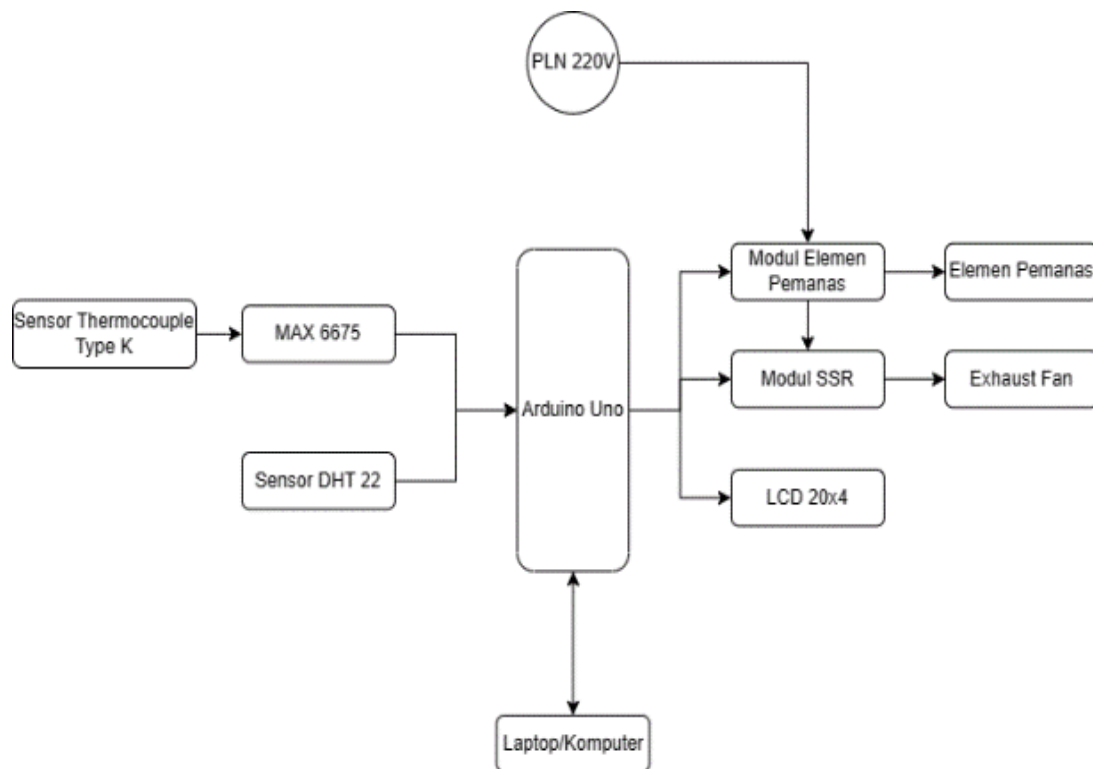 PLN 220V
Modul Elemen
Pemanas
Elemen Pemanas
Sensor Thermocouple
Type K
MAX 6675
Arduino Uno
Modul SSR
Exhaust Fan
Sensor DHT 22
LCD 20x4
Laptop/Komputer